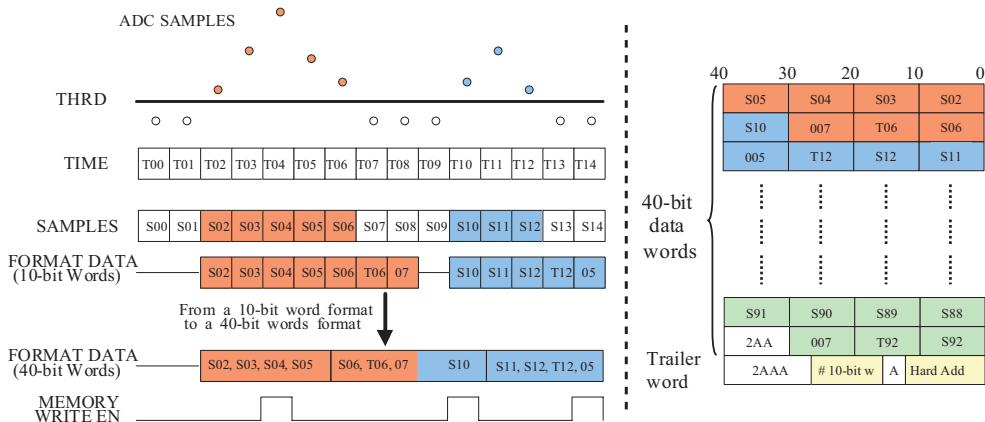 ADC SAMPLES
THRD
TIME T00 T01 T02 T03 T04 T05 T06 T07 T08 T09 T10 T11 T12 T13 T14
SAMPLES S00 S01 S02 S03 S04 S05 S06 S07 S08 S09 S10 S11 S12 S13 S14
FORMAT DATA
(10-bit Words) S02 S03 S04 S05 S06 T06 07 S10 S11 S12 T12 05
From a 10-bit word format
to a 40-bit words format
FORMAT DATA
(40-bit Words) S02, S03, S04, S05 S06, T06, 07 S10 S11, S12, T12, 05
MEMORY
WRITE EN
40 30 20 10 0
S05 S04 S03 S02
S10 007 T06 S06
005 T12 S12 S11
40-bit
data
words
S91 S90 S89 S88
2AA 007 T92 S92
Trailer
word
2AAA # 10-bit w A Hard Add